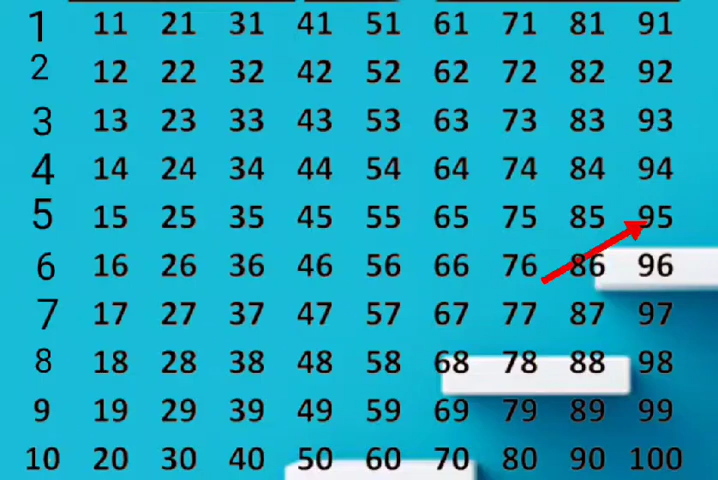 1 11 21 31 41 51 61 71 81 91
2 12 22 32 42 52 62 72 82 92
3 13 23 33 43 53 63 73 83 93
4 14 24 34 44 54 64 74 84 94
5 15 25 35 45 55 65 75 85 95
6 16 26 36 46 56 66 76 86 96
7 17 27 37 47 57 67 77 87 97
8 18 28 38 48 58 68 78 88 98
9 19 29 39 49 59 69 79 89 99
10 20 30 40 50 60 70 80 90 100